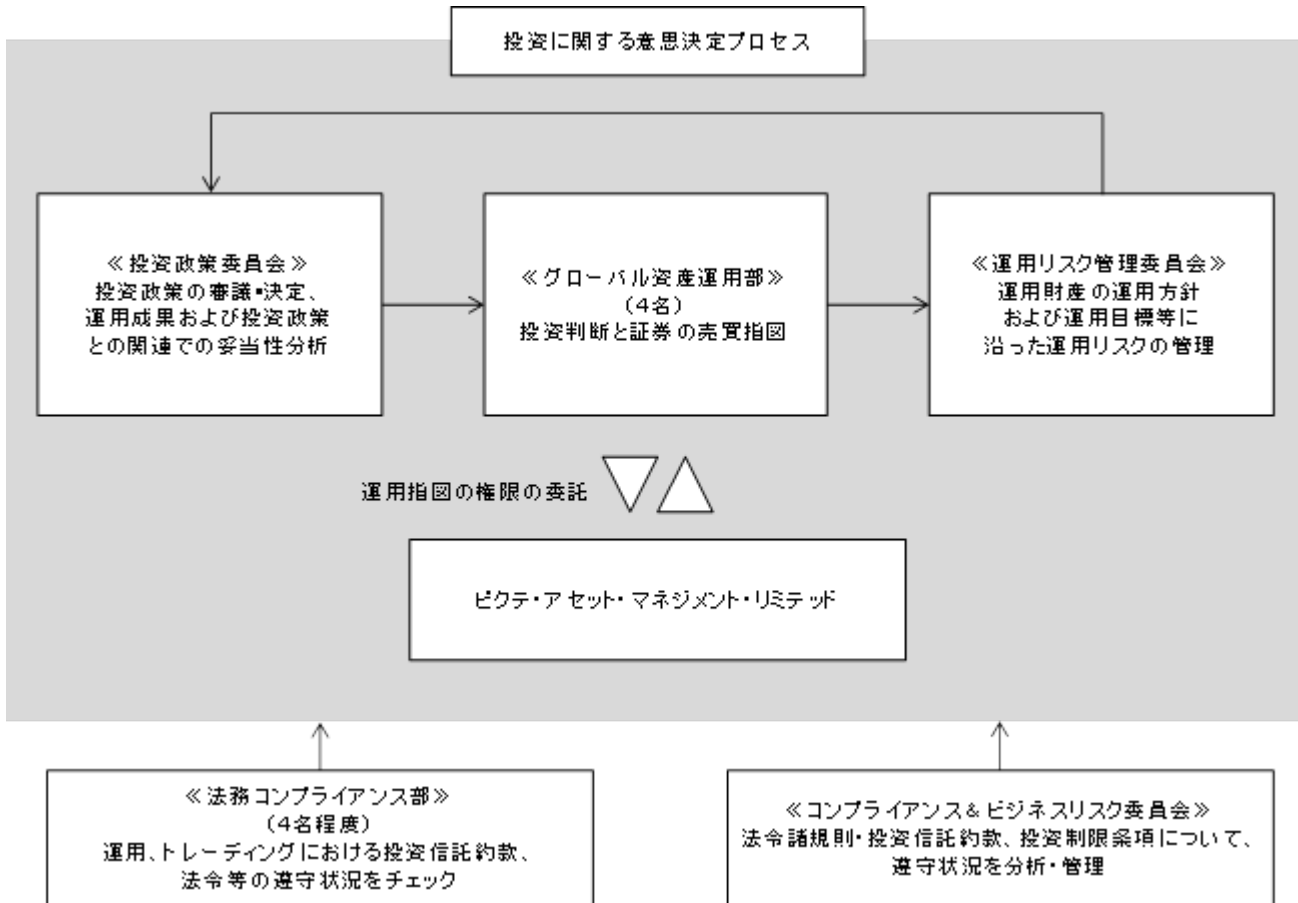 投資に関する意思決定プロセス
≪投資政策委員会≫
投資政策の審議・決定、
運用成果および投資政策
との関連での妥当性分析
≪グローバル資産運用部≫
(4名)
投資判断と証券の売買指図
≪運用リスク管理委員会≫
運用財産の運用方針
および運用目標等に
沿った運用リスクの管理
運用指図の権限の委託
ピクテ・アセット・マネジメント・リミテッド
≪法務コンプライアンス部≫
(4名程度)
運用、トレーディングにおける投資信託約款、
法令等の遵守状況をチェック
≪コンプライアンス&ビジネスリスク委員会≫
法令諸規則・投資信託約款、投資制限条項について、
遵守状況を分析・管理